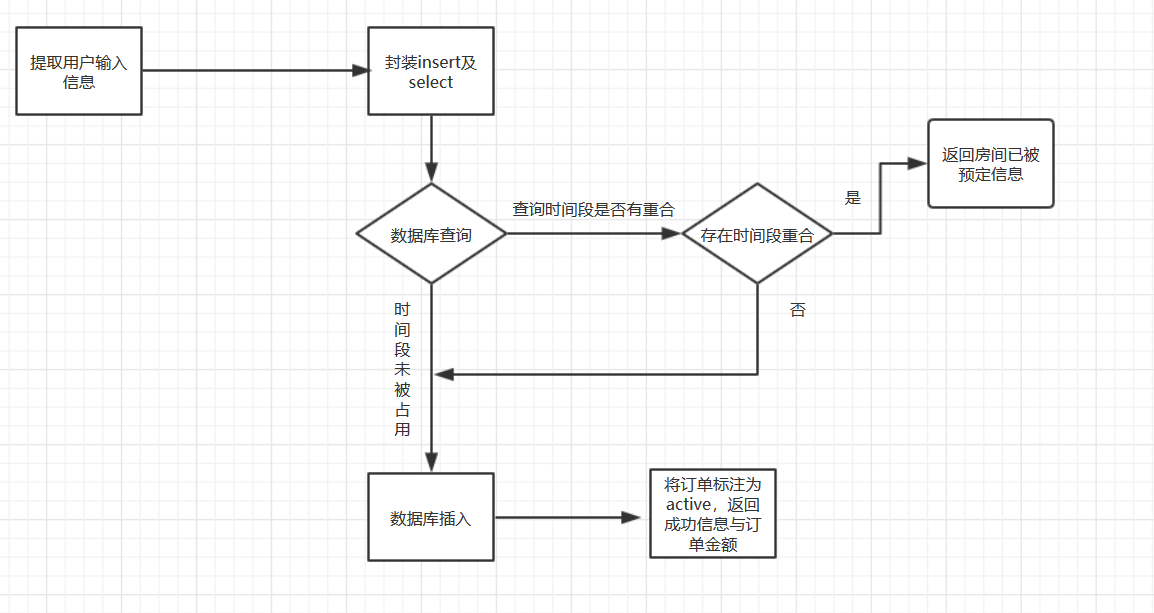 提取用户输入
信息
封装insert及
select
返回房间已被
预定信息
是
查询时间段是否有重合
数据库查询
存在时间段重合
否
时
间
段
未
被
占
用
数据库插入
将订单标注为
active，返回
成功信息与订
单金额